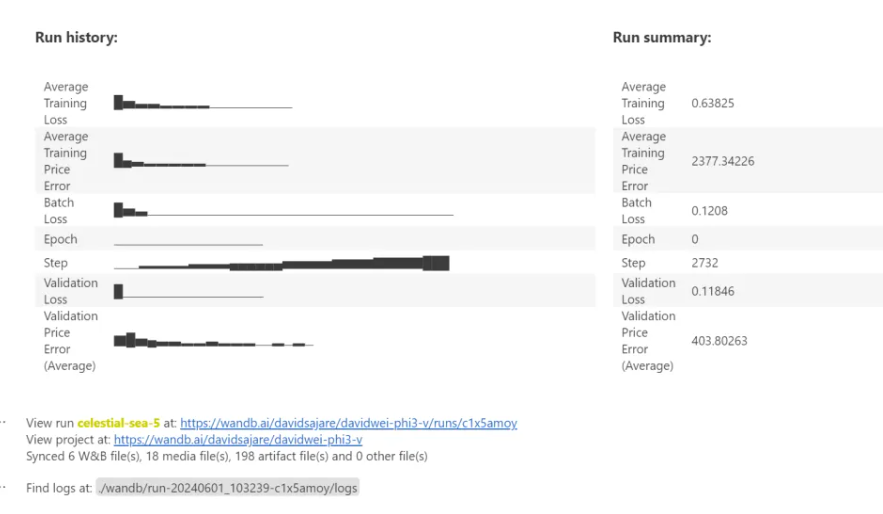 Run history:
Average
Training
Loss
Average
Training
Price
Error
Batch
Loss
Epoch
Step
Validation
Loss
Validation
Price
Error
(Average)
Run summary:
Average
Training
Loss
0.63825
Average
Training
Price
Error
2377.34226
Batch
Loss
0.1208
Epoch 0
Step 2732
Validation
Loss
0.11846
Validation
Price
Error
(Average)
403.80263
View run celestial-sea-5 at: https://wandb.ai/davidsajare/davidwei-phi3-v/runs/c1x5amoy
View project at: https://wandb.ai/davidsajare/davidwei-phi3-v
Synced 6 W&B file(s), 18 media file(s), 198 artifact file(s) and 0 other file(s)
Find logs at: ./wandb/run-20240601_103239-c1x5amoy/logs